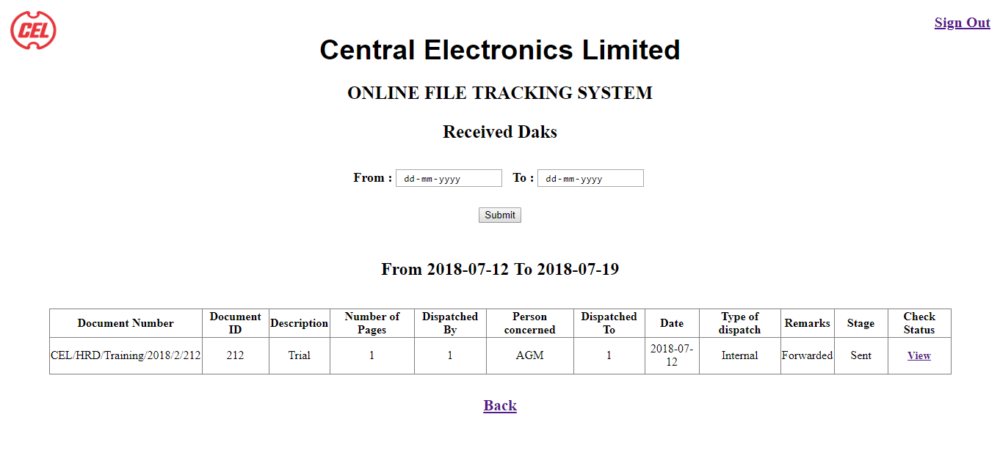 CEL
Sign Out
Central Electronics Limited
ONLINE FILE TRACKING SYSTEM
Received Daks
From : dd-mm-yyyy To : dd-mm-yyyy
Submit
From 2018-07-12 To 2018-07-19
Document Number Document ID Description Number of Pages Dispatched By Person concerned Dispatched To Date Type of dispatch Remarks Stage Check Status
CEL/HRD/Training/2018/2/212 212 Trial 1 1 AGM 1 2018-07-12 Internal Forwarded Sent View
Back